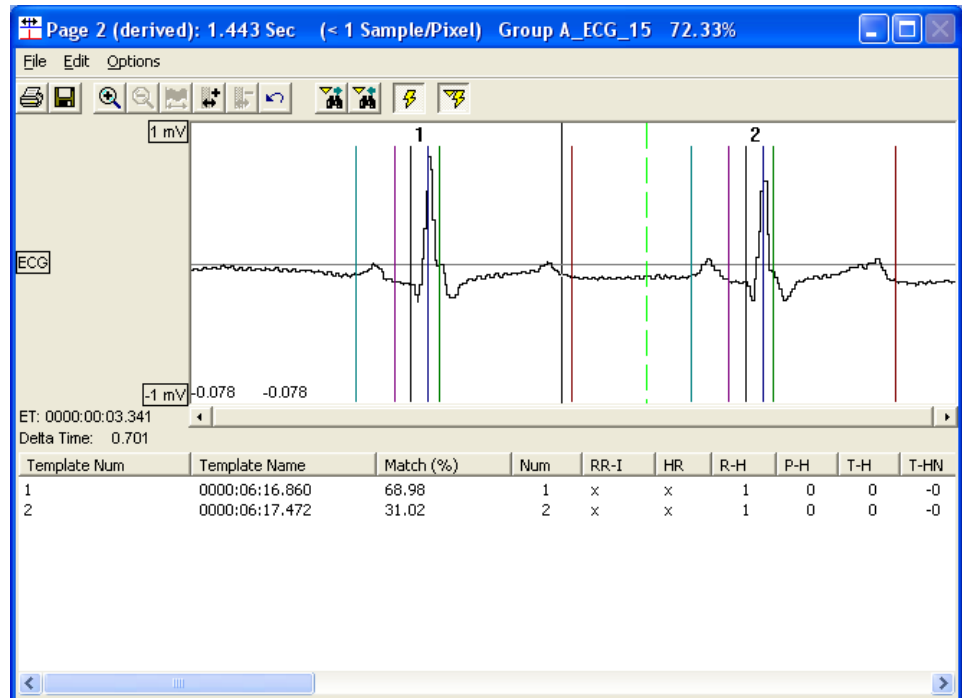 Page 2 (derived): 1.443 Sec (< 1 Sample/Pixel) Group A_ECG_15 72.33%
File Edit Options
1 mV
1 2
ECG
-1 mV -0.078 -0.078
ET: 0000:00:03.341
Delta Time: 0.701
Template Num Template Name Match (%) Num RR-I HR R-H P-H T-H T-HN
1 0000:06:16.860 68.98 1 x x 1 0 0 -0
2 0000:06:17.472 31.02 2 x x 1 0 0 -0